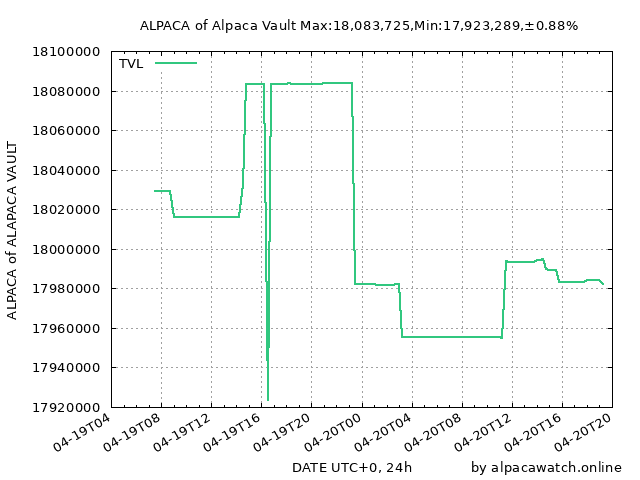 ALPACA of Alpaca Vault Max:18,083,725,Min:17,923,289,±0.88%
TVL
ALPACA of ALAPACA VAULT
18100000
18080000
18060000
18040000
18020000
18000000
17980000
17960000
17940000
17920000
04-19T04
04-19T08
04-19T12
04-19T16
04-19T20
04-20T00
04-20T04
04-20T08
04-20T12
04-20T16
04-20T20
DATE UTC+0, 24h
by alpacawatch.online